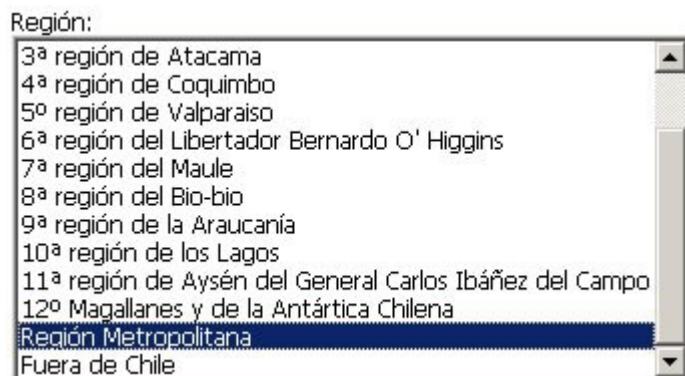 Región:
3ª región de Atacama
4ª región de Coquimbo
5º región de Valparaiso
6ª región del Libertador Bernardo O' Higgins
7ª región del Maule
8ª región del Bio-bio
9ª región de la Araucanía
10ª región de los Lagos
11ª región de Aysén del General Carlos Ibáñez del Campo
12º Magallanes y de la Antártica Chilena
Región Metropolitana
Fuera de Chile